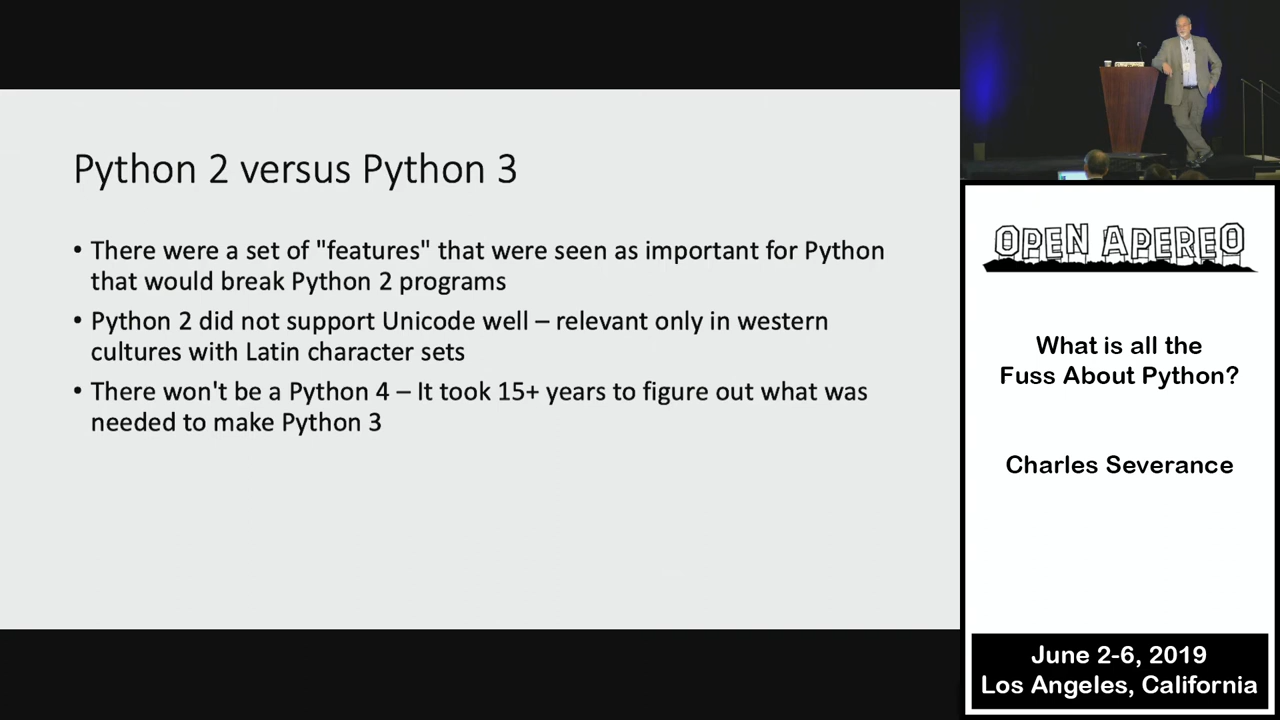 Python 2 versus Python 3
• There were a set of "features" that were seen as important for Python
that would break Python 2 programs
• Python 2 did not support Unicode well – relevant only in western
cultures with Latin character sets
• There won't be a Python 4 – It took 15+ years to figure out what was
needed to make Python 3
OPEN APEREO
What is all the
Fuss About Python?
Charles Severance
June 2-6, 2019
Los Angeles, California